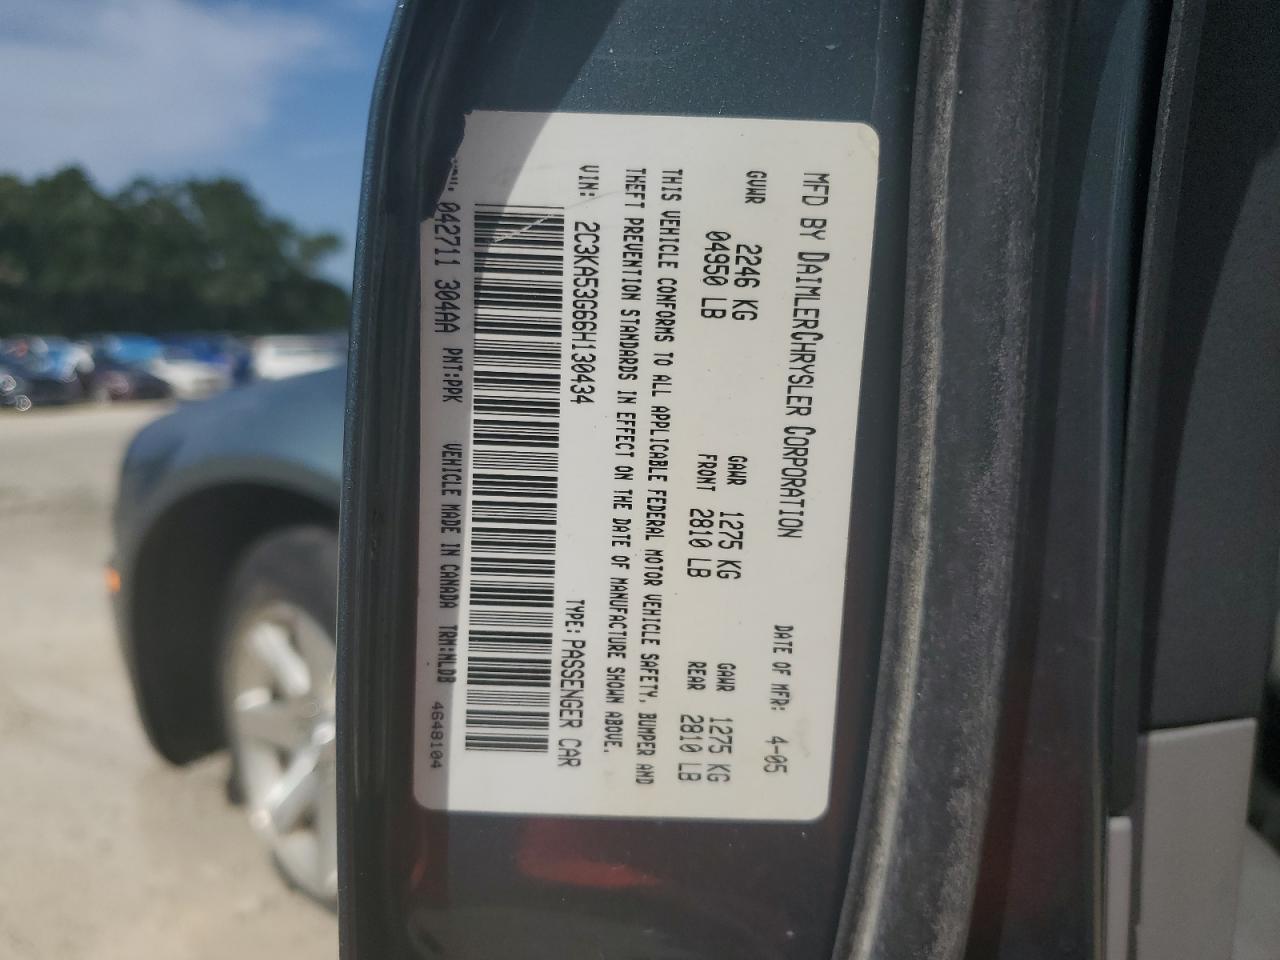 MFD BY DAIMLERCHRYSLER CORPORATION DATE OF MFR: 4-05
GVWR 2246 KG GAWR 1275 KG GAWR 1275 KG
04950 LB FRONT 2810 LB REAR 2810 LB
THIS VEHICLE CONFORMS TO ALL APPLICABLE FEDERAL MOTOR VEHICLE SAFETY, BUMPER AND
THEFT PREVENTION STANDARDS IN EFFECT ON THE DATE OF MANUFACTURE SHOWN ABOVE.
VIN: 2C3KA53G66H130434 TYPE: PASSENGER CAR
042711 304AA PNT:PPK VEHICLE MADE IN CANADA TRM:NLDB 4648104